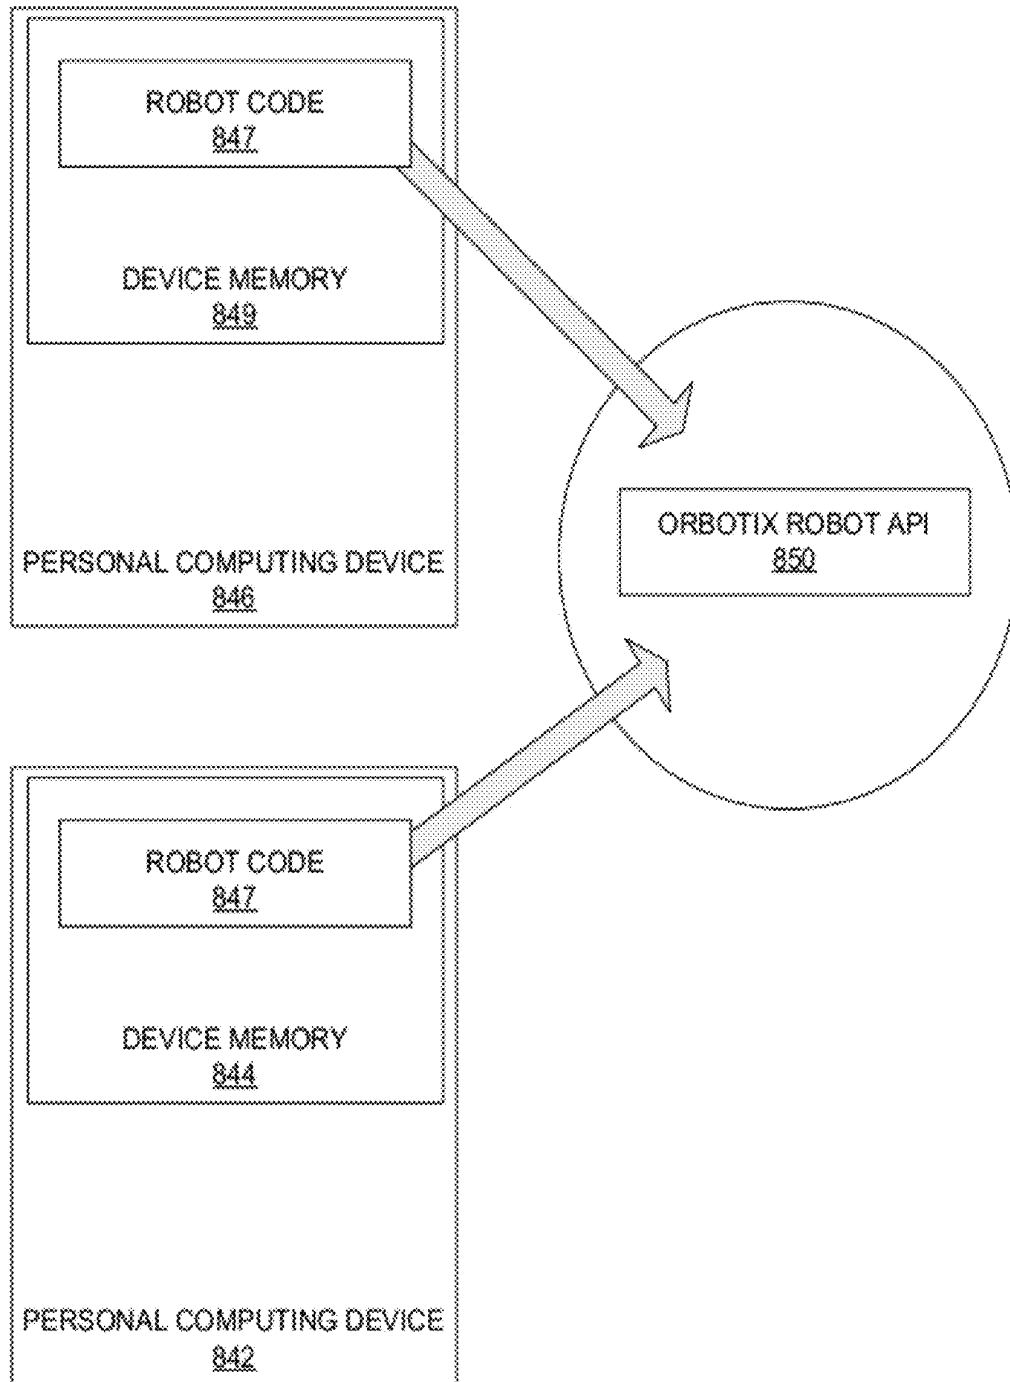 ROBOT CODE
847
DEVICE MEMORY
849
PERSONAL COMPUTING DEVICE
846
ORBOTIX ROBOT API
850
ROBOT CODE
847
DEVICE MEMORY
844
PERSONAL COMPUTING DEVICE
842